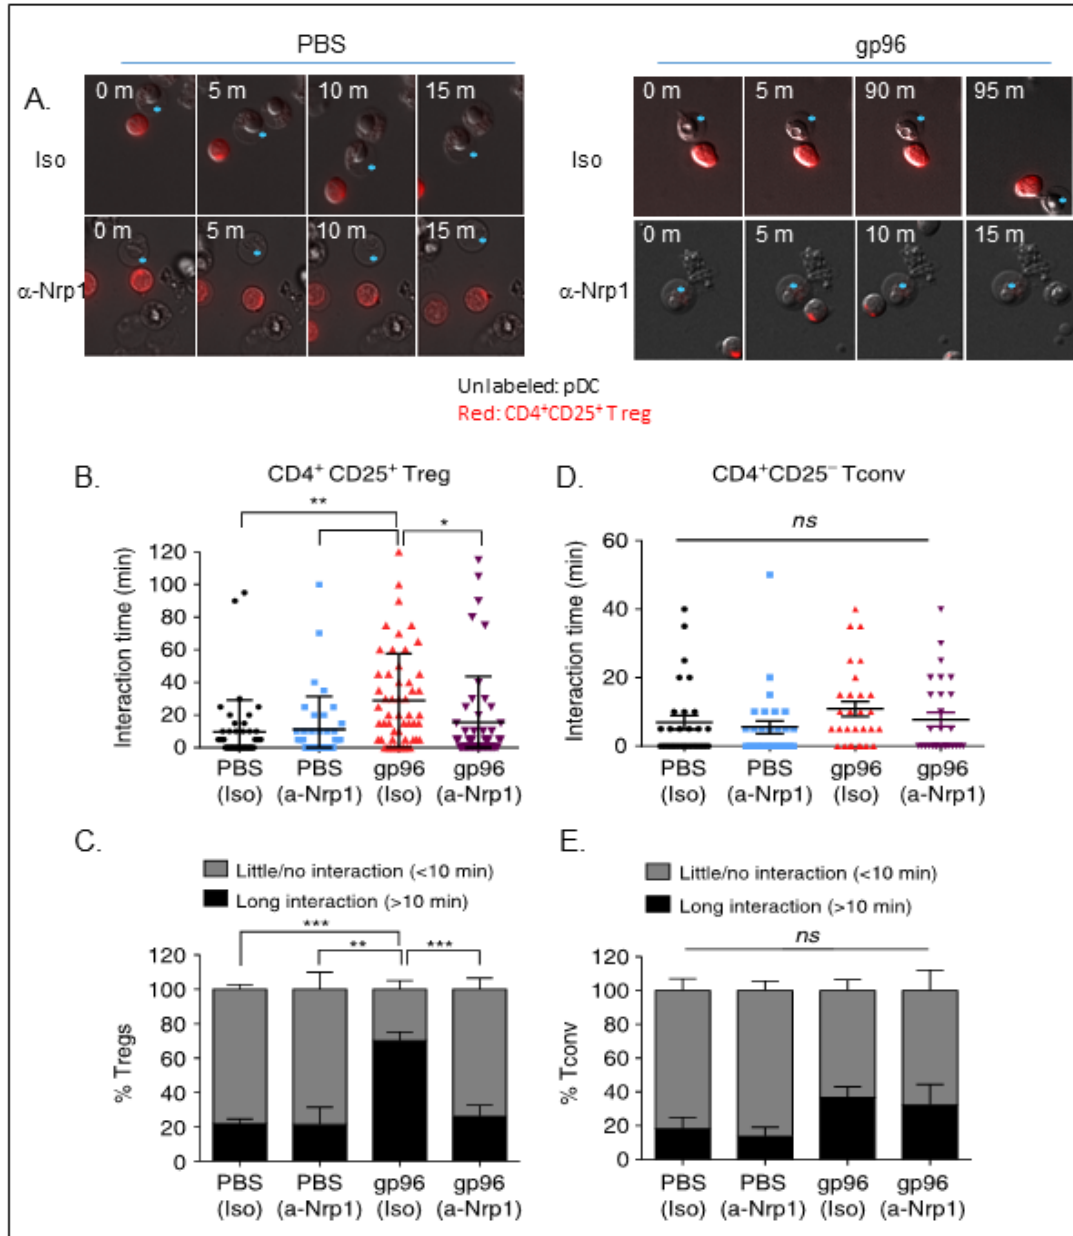 PBS
gp96
A.
0 m
5 m
10 m
15 m
0 m
5 m
90 m
95 m
Iso
Iso
0 m
5 m
10 m
15 m
0 m
5 m
10 m
15 m
α-Nrp1
α-Nrp1
Unlabeled: pDC
Red: CD4⁺CD25⁺ T reg
B.
CD4⁺ CD25⁺ Treg
**
*
Interaction time (min)
120
100
80
60
40
20
0
PBS
(Iso)
PBS
(a-Nrp1)
gp96
(Iso)
gp96
(a-Nrp1)
D.
CD4⁺CD25⁻ Tconv
ns
Interaction time (min)
60
40
20
0
PBS
(Iso)
PBS
(a-Nrp1)
gp96
(Iso)
gp96
(a-Nrp1)
C.
Little/no interaction (<10 min)
Long interaction (>10 min)
***
**
***
% Tregs
120
100
80
60
40
20
0
PBS
(Iso)
PBS
(a-Nrp1)
gp96
(Iso)
gp96
(a-Nrp1)
E.
Little/no interaction (<10 min)
Long interaction (>10 min)
ns
% Tconv
120
100
80
60
40
20
0
PBS
(Iso)
PBS
(a-Nrp1)
gp96
(Iso)
gp96
(a-Nrp1)